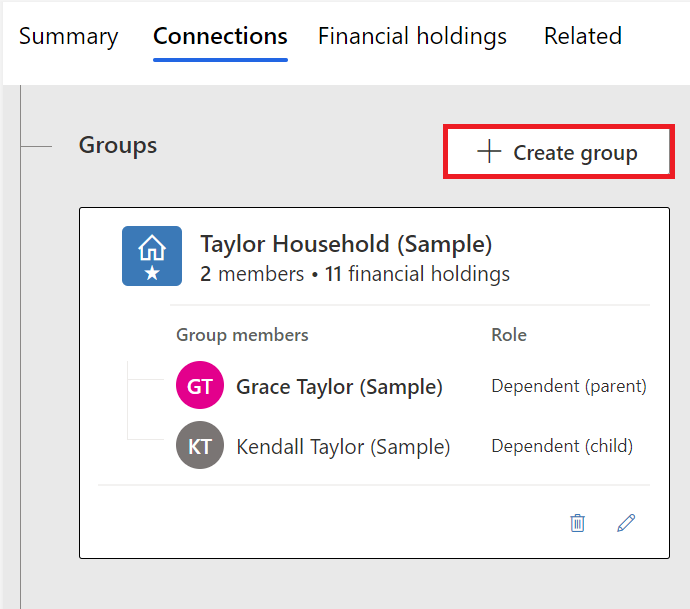 Summary Connections Financial holdings Related
Groups
Create group
Taylor Household (Sample)
2 members • 11 financial holdings
Group members Role
GT Grace Taylor (Sample) Dependent (parent)
KT Kendall Taylor (Sample) Dependent (child)